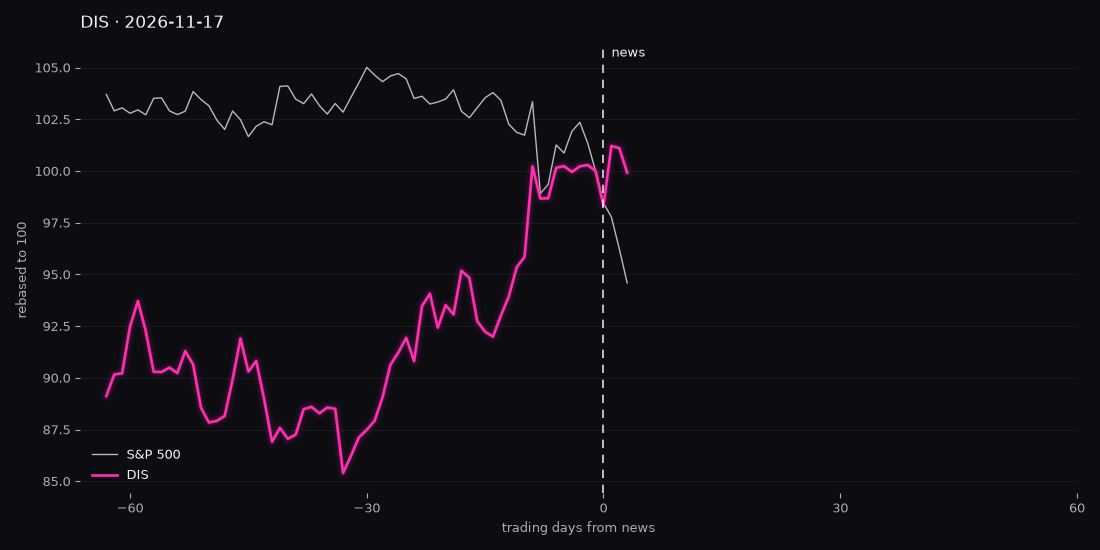 DIS · 2026-11-17
news
105.0
102.5
100.0
97.5
95.0
92.5
90.0
87.5
85.0
rebased to 100
S&P 500
DIS
−60
−30
0
30
60
trading days from news